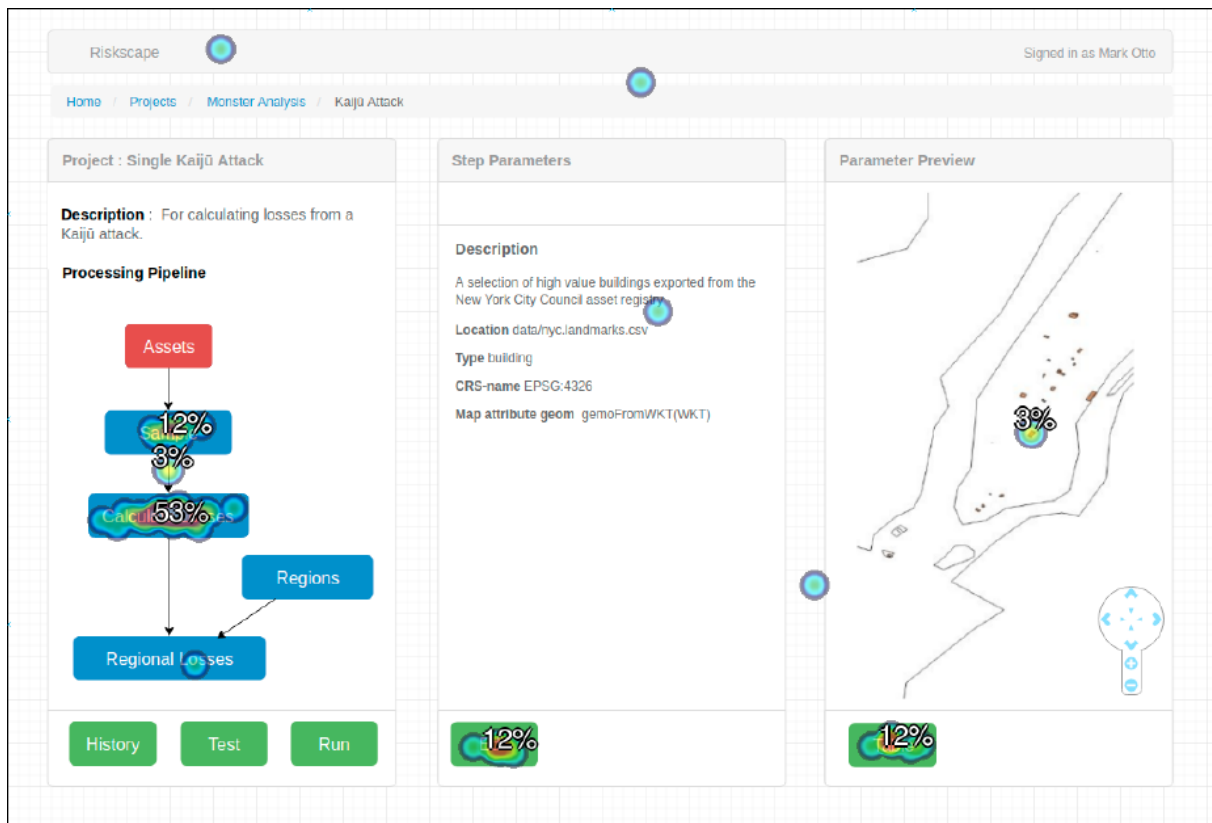 Riskscape
Signed in as Mark Otto
Home / Projects / Monster Analysis / Kaijū Attack
Project : Single Kaijū Attack
Description : For calculating losses from a
Kaijū attack.
Processing Pipeline
Assets
12%
3%
53%
Regions
Regional Losses
History
Test
Run
Step Parameters
Description
A selection of high value buildings exported from the
New York City Council asset registry
Location data/nyc.landmarks.csv
Type building
CRS-name EPSG:4326
Map attribute geom gemoFromWKT(WKT)
12%
Parameter Preview
3%
12%